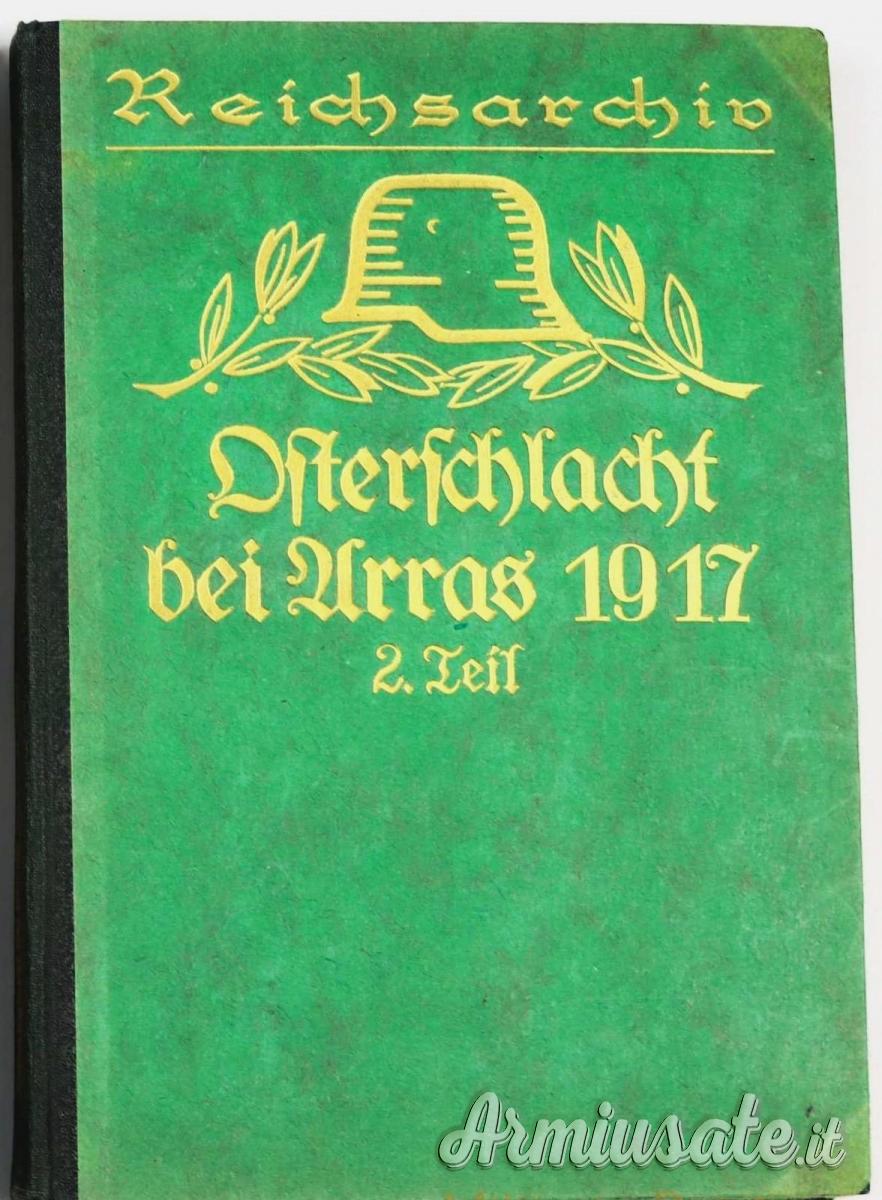 Reichsarchiv
Oſterſchlacht
bei Arras 1917
2. Teil
Armiusate.it